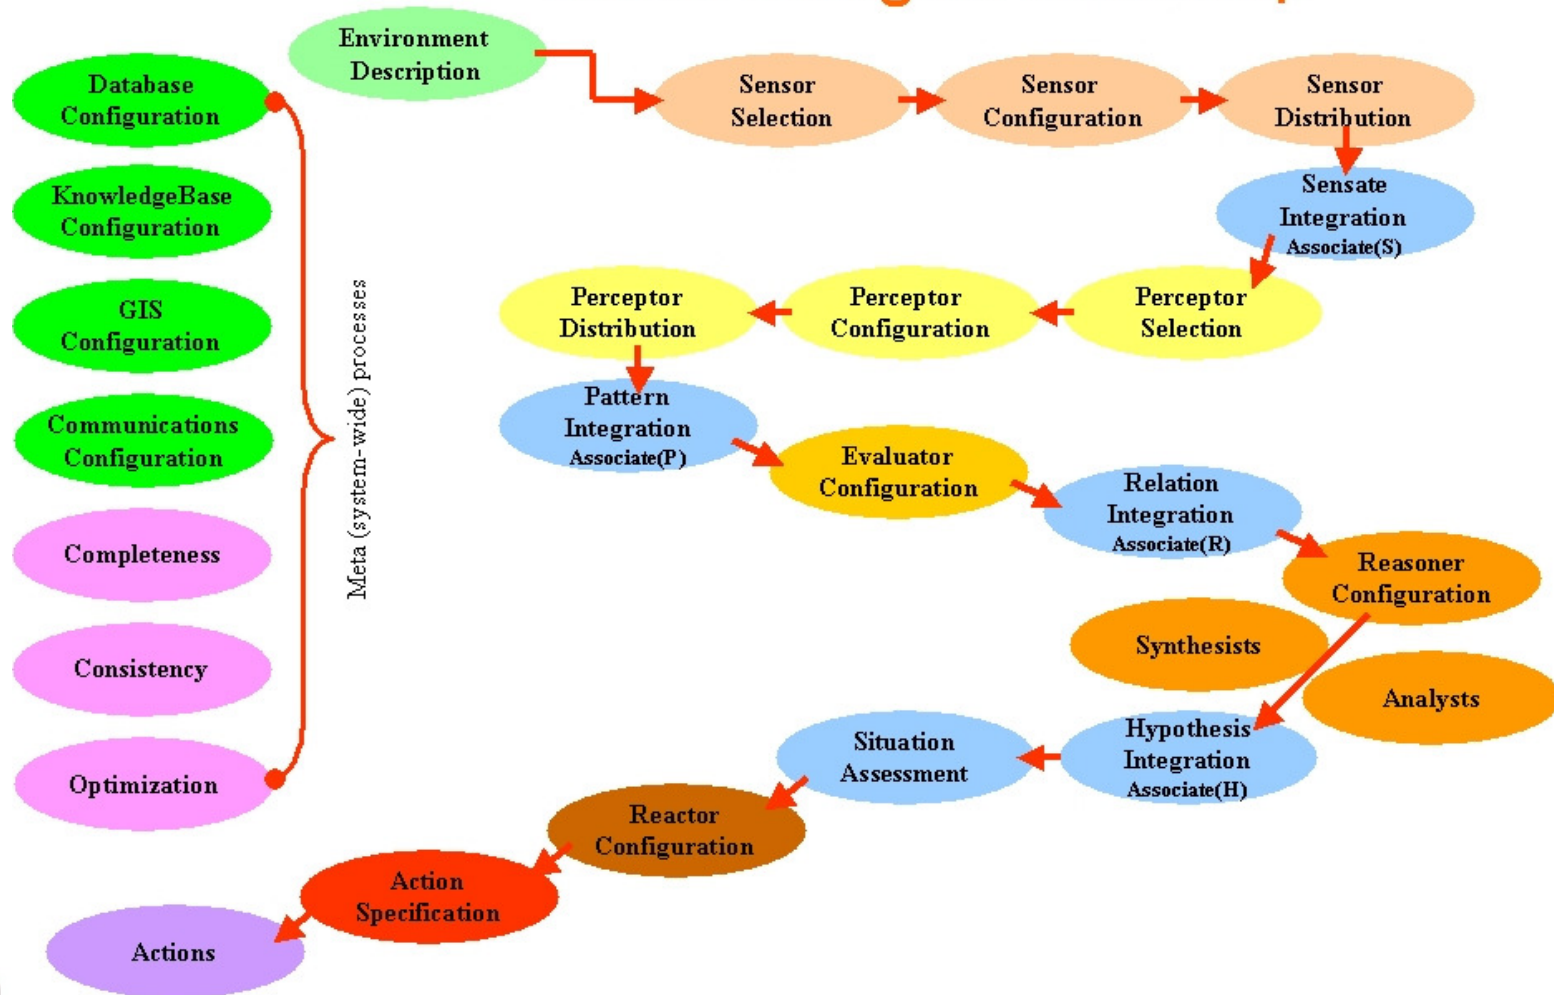 Environment
Description
Database
Configuration
KnowledgeBase
Configuration
GIS
Configuration
Communications
Configuration
Completeness
Consistency
Optimization
Meta (system-wide) processes
Sensor
Selection
Sensor
Configuration
Sensor
Distribution
Sensate
Integration
Associate(S)
Perceptor
Selection
Perceptor
Configuration
Perceptor
Distribution
Pattern
Integration
Associate(P)
Evaluator
Configuration
Relation
Integration
Associate(R)
Reasoner
Configuration
Synthesists
Analysts
Hypothesis
Integration
Associate(H)
Situation
Assessment
Reactor
Configuration
Action
Specification
Actions